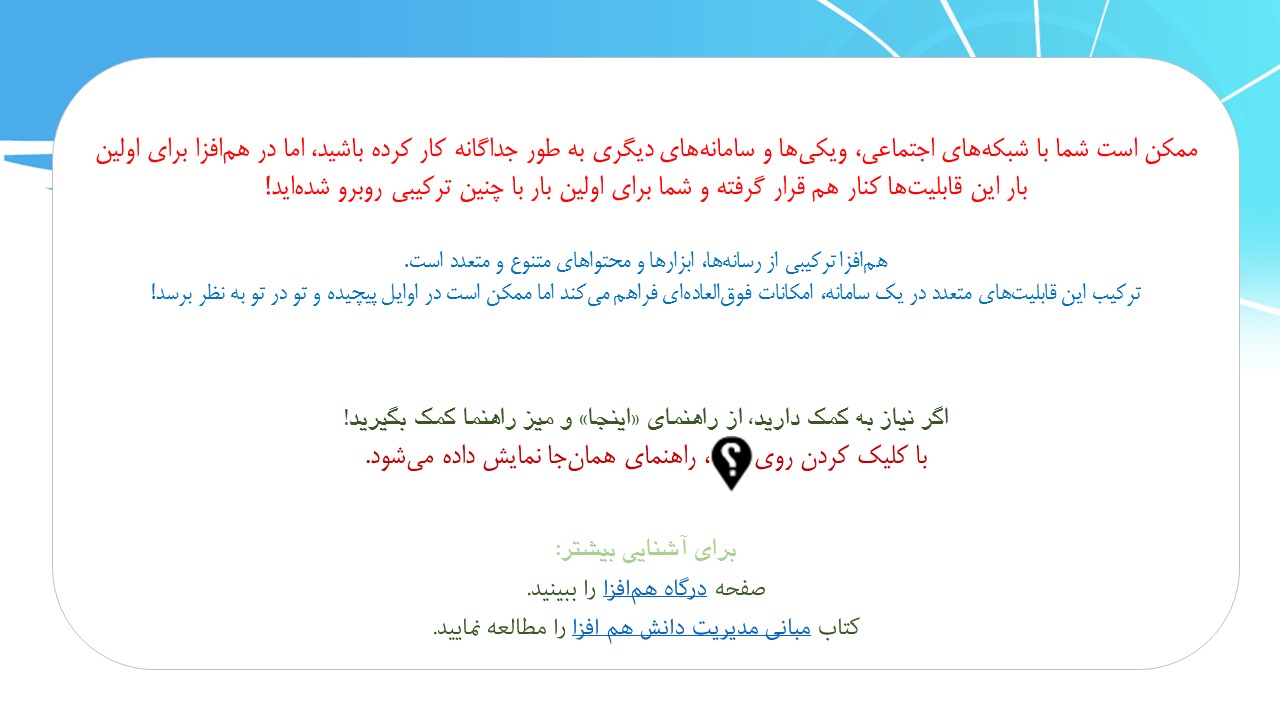 ممکن است شما با شبکه‌های اجتماعی، ویکی‌ها و سامانه‌های دیگری به طور جداگانه کار کرده باشید، اما در هم‌افزا برای اولین
بار این قابلیت‌ها کنار هم قرار گرفته و شما برای اولین بار با چنین ترکیبی روبرو شده‌اید!
هم‌افزا ترکیبی از رسانه‌ها، ابزارها و محتواهای متنوع و متعدد است.
ترکیب این قابلیت‌های متعدد در یک سامانه، امکانات فوق‌العاده‌ای فراهم می‌کند اما ممکن است در اوایل پیچیده و تو در تو به نظر برسد!
اگر نیاز به کمک دارید، از راهنمای «اینجا» و میز راهنما کمک بگیرید!
با کلیک کردن روی ؟، راهنمای همان‌جا نمایش داده می‌شود.
برای آشنایی بیشتر:
صفحه درگاه هم‌افزا را ببینید.
کتاب مبانی مدیریت دانش هم افزا را مطالعه نمایید.